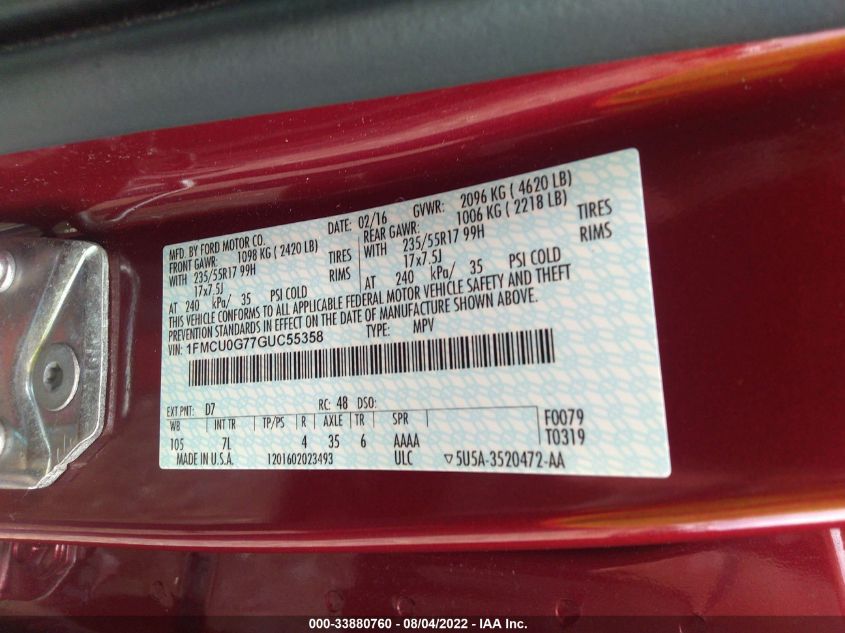 MFD. BY FORD MOTOR CO. DATE: 02/16 GVWR: 2096 KG ( 4620 LB)
FRONT GAWR: 1098 KG ( 2420 LB) REAR GAWR: 1006 KG ( 2218 LB)
WITH 235/55R17 99H TIRES WITH 235/55R17 99H TIRES
17x7.5J RIMS 17x7.5J RIMS
AT 240 kPa/ 35 PSI COLD AT 240 kPa/ 35 PSI COLD
THIS VEHICLE CONFORMS TO ALL APPLICABLE FEDERAL MOTOR VEHICLE SAFETY AND THEFT
PREVENTION STANDARDS IN EFFECT ON THE DATE OF MANUFACTURE SHOWN ABOVE.
VIN: 1FMCU0G77GUC55358 TYPE: MPV
EXT PNT: D7 RC: 48 DSO: F0079
WB INT TR TP/PS R AXLE TR SPR T0319
105 7L 4 35 6 AAAA
MADE IN U.S.A. 1201602023493 ULC ▽5U5A-3520472-AA
000-33880760 - 08/04/2022 - IAA Inc.